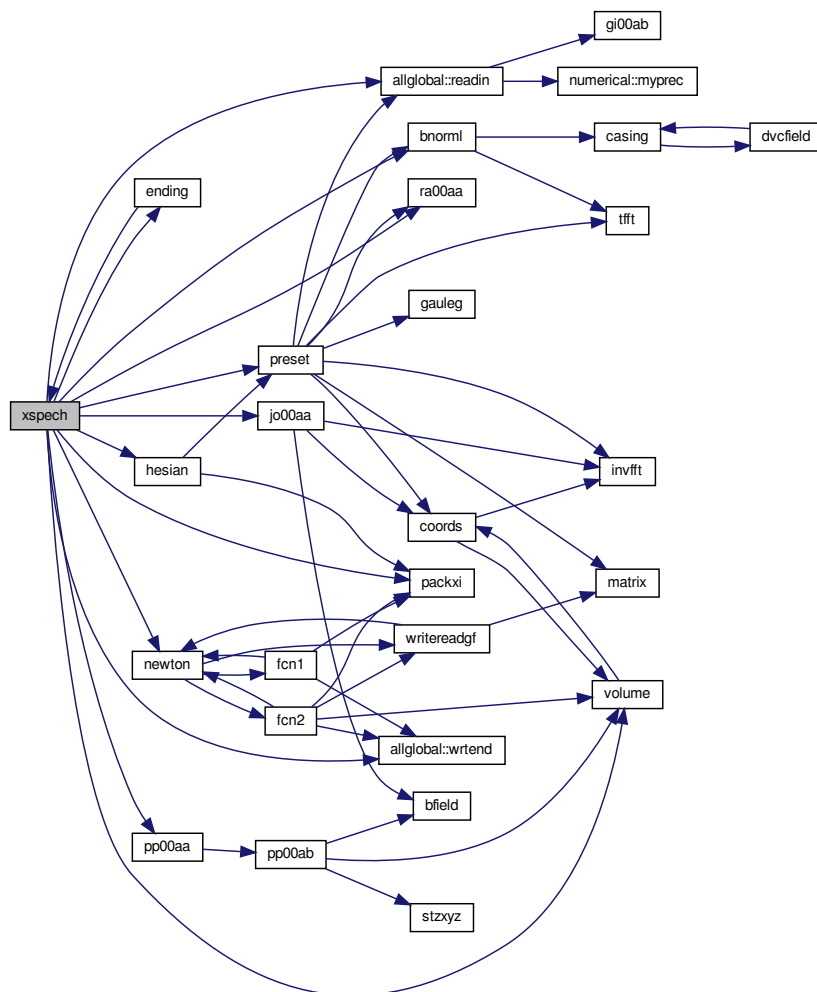 gi00ab
allglobal::readin
numerical::myprec
bnorml
casing
dvcfield
ending
ra00aa
tfft
gauleg
preset
xspech
jo00aa
hesian
invfft
coords
packxi
matrix
writereadgf
newton
fcn1
volume
fcn2
allglobal::wrtend
bfield
pp00aa
pp00ab
stzxyz